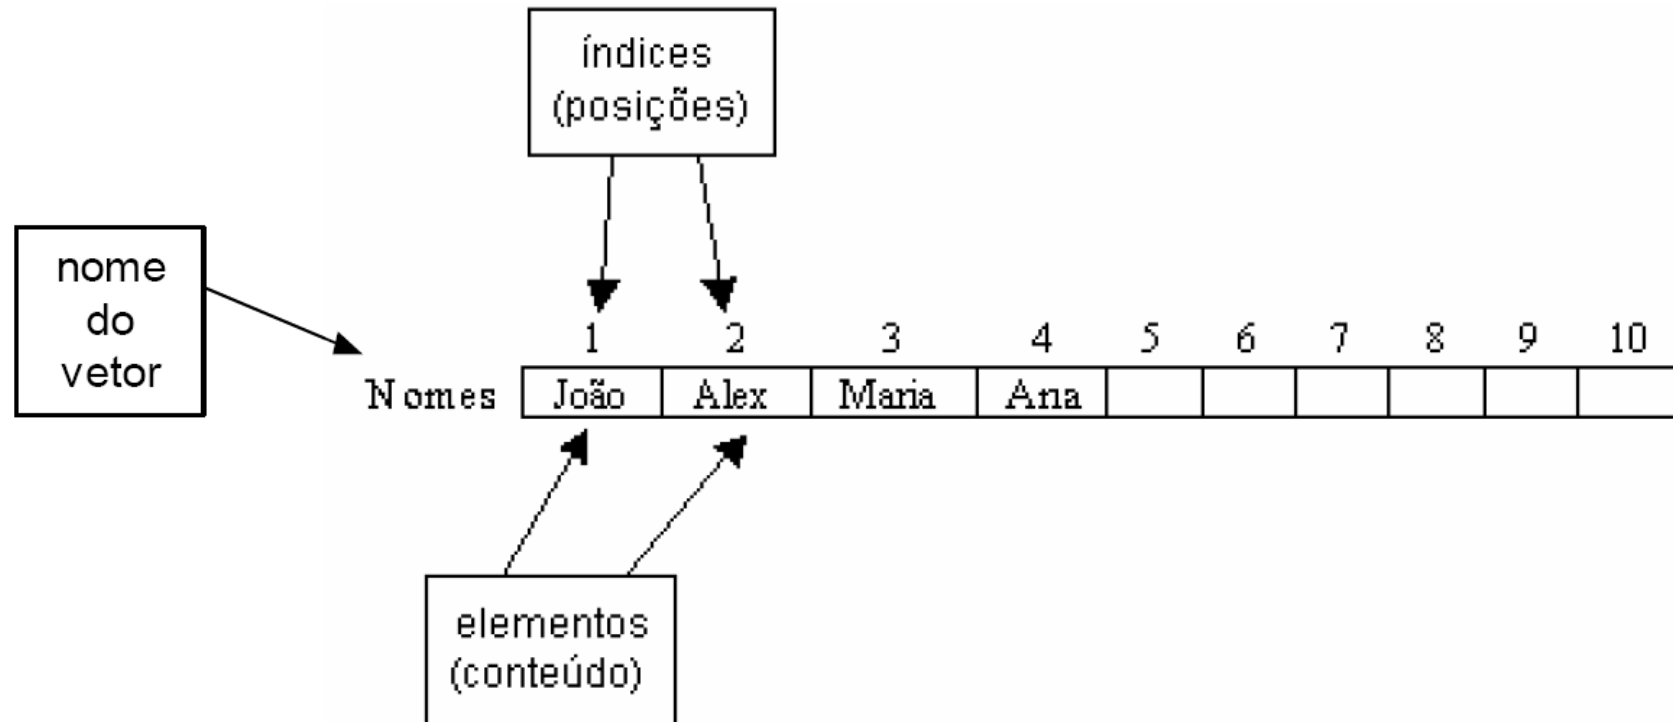 índices
(posições)
nome
do
vetor
1 2 3 4 5 6 7 8 9 10
Nomes João Alex Maria Ana
elementos
(conteúdo)